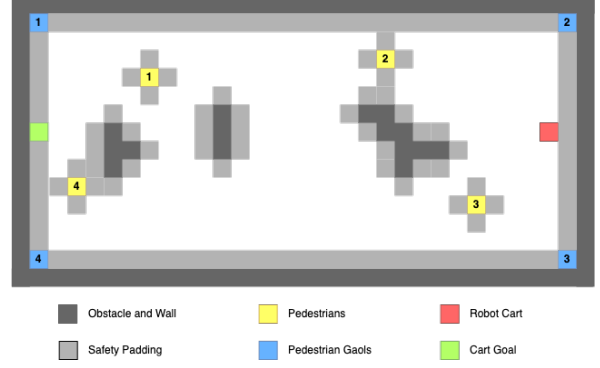 1
2
2
1
4
3
4
3
Obstacle and Wall
Pedestrians
Robot Cart
Safety Padding
Pedestrian Gaols
Cart Goal